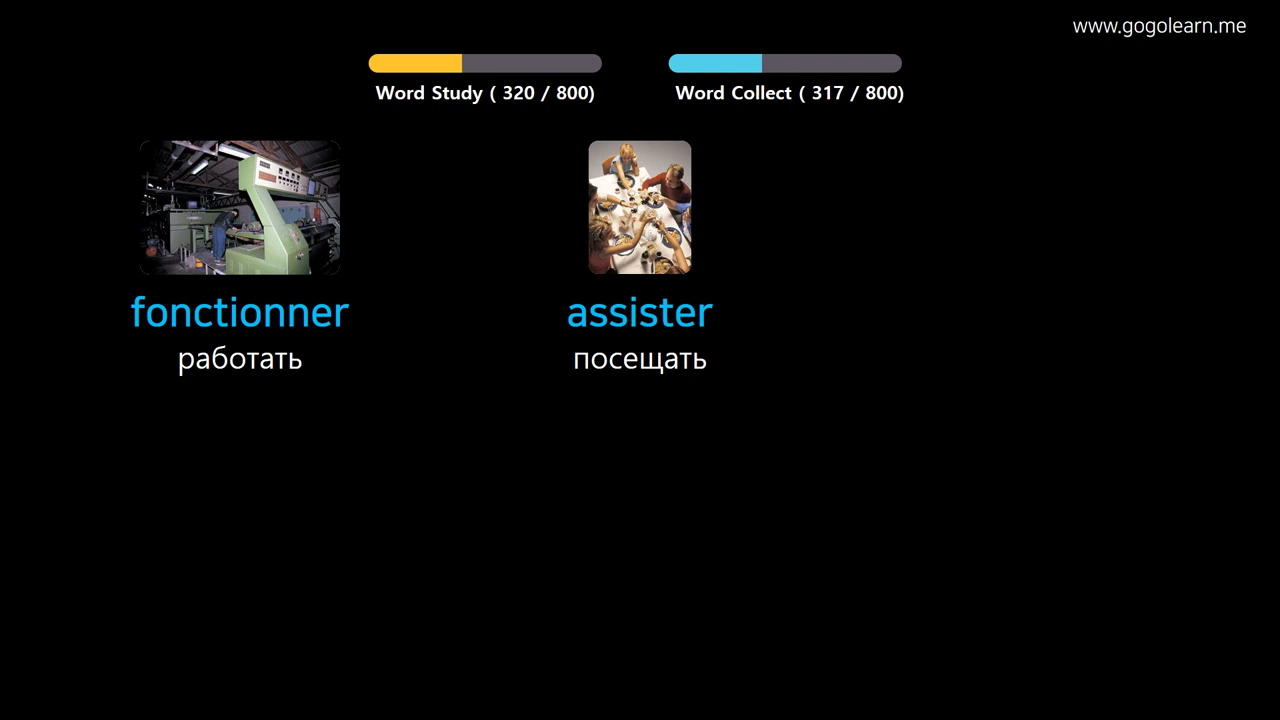 www.gogolearn.me
Word Study ( 320 / 800)
Word Collect ( 317 / 800)
fonctionner
работать
assister
посещать